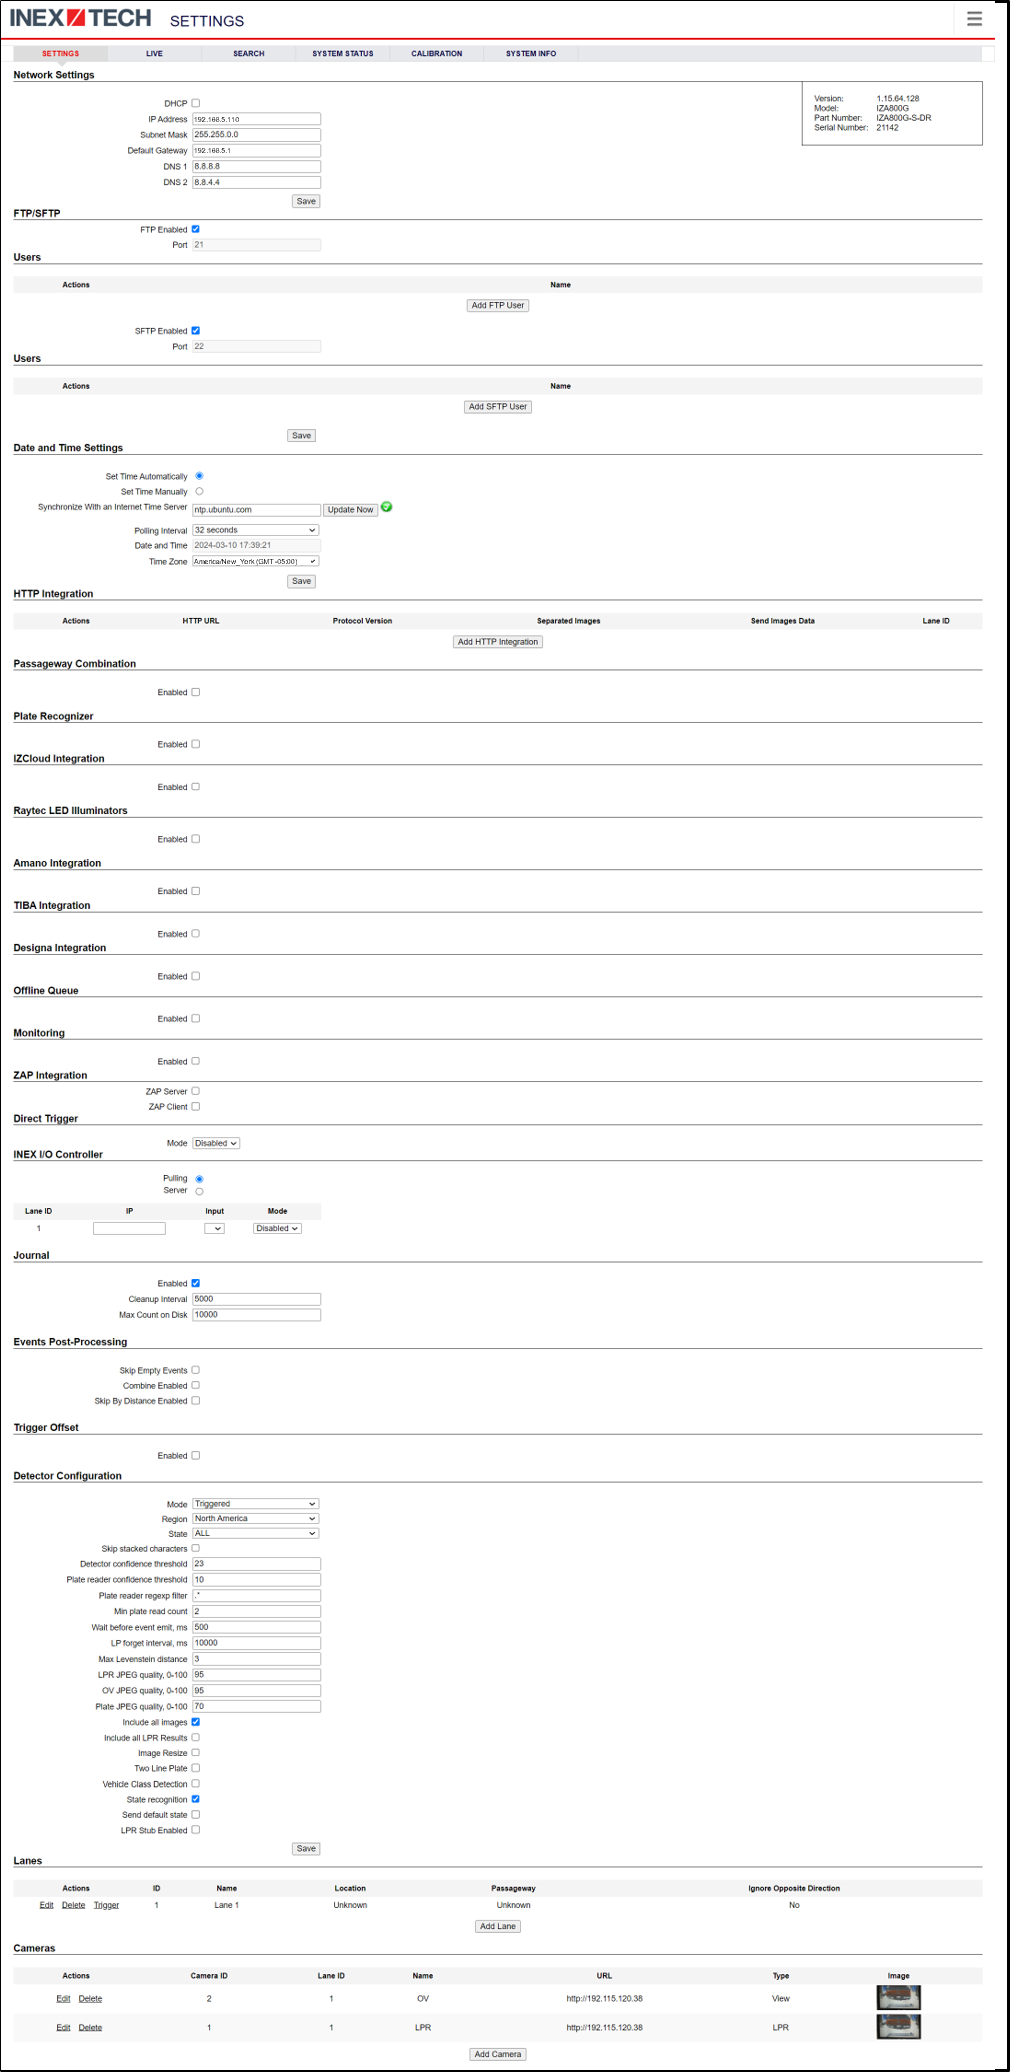 INEX TECH SETTINGS
SETTINGS LIVE SEARCH SYSTEM STATUS CALIBRATION SYSTEM INFO
Network Settings
Version: 1.15.64.128
Model: IZA800G
Part Number: IZA800G-S-DR
Serial Number: 21142
DHCP
IP Address 192.168.5.110
Subnet Mask 255.255.0.0
Default Gateway 192.168.5.1
DNS 1 8.8.8.8
DNS 2 8.8.4.4
Save
FTP/SFTP
FTP Enabled
Port 21
Users
Actions Name
Add FTP User
SFTP Enabled
Port 22
Users
Actions Name
Add SFTP User
Save
Date and Time Settings
Set Time Automatically
Set Time Manually
Synchronize With an Internet Time Server ntp.ubuntu.com Update Now
Polling Interval 32 seconds
Date and Time 2024-03-10 17:39:21
Time Zone America/New_York (GMT -05:00)
Save
HTTP Integration
Actions HTTP URL Protocol Version Separated Images Send Images Data Lane ID
Add HTTP Integration
Passageway Combination
Enabled
Plate Recognizer
Enabled
IZCloud Integration
Enabled
Raytec LED Illuminators
Enabled
Amano Integration
Enabled
TIBA Integration
Enabled
Designa Integration
Enabled
Offline Queue
Enabled
Monitoring
Enabled
ZAP Integration
ZAP Server
ZAP Client
Direct Trigger
Mode Disabled
INEX I/O Controller
Pulling
Server
Lane ID IP Input Mode
1 Disabled
Journal
Enabled
Cleanup Interval 5000
Max Count on Disk 10000
Events Post-Processing
Skip Empty Events
Combine Enabled
Skip By Distance Enabled
Trigger Offset
Enabled
Detector Configuration
Mode Triggered
Region North America
State ALL
Skip stacked characters
Detector confidence threshold 23
Plate reader confidence threshold 10
Plate reader regexp filter .*
Min plate read count 2
Wait before event emit, ms 500
LP forget interval, ms 10000
Max Levenstein distance 3
LPR JPEG quality, 0-100 95
OV JPEG quality, 0-100 95
Plate JPEG quality, 0-100 70
Include all images
Include all LPR Results
Image Resize
Two Line Plate
Vehicle Class Detection
State recognition
Send default state
LPR Stub Enabled
Save
Lanes
Actions ID Name Location Passageway Ignore Opposite Direction
Edit Delete Trigger 1 Lane 1 Unknown Unknown No
Add Lane
Cameras
Actions Camera ID Lane ID Name URL Type Image
Edit Delete 2 1 OV http://192.115.120.38 View
Edit Delete 1 1 LPR http://192.115.120.38 LPR
Add Camera